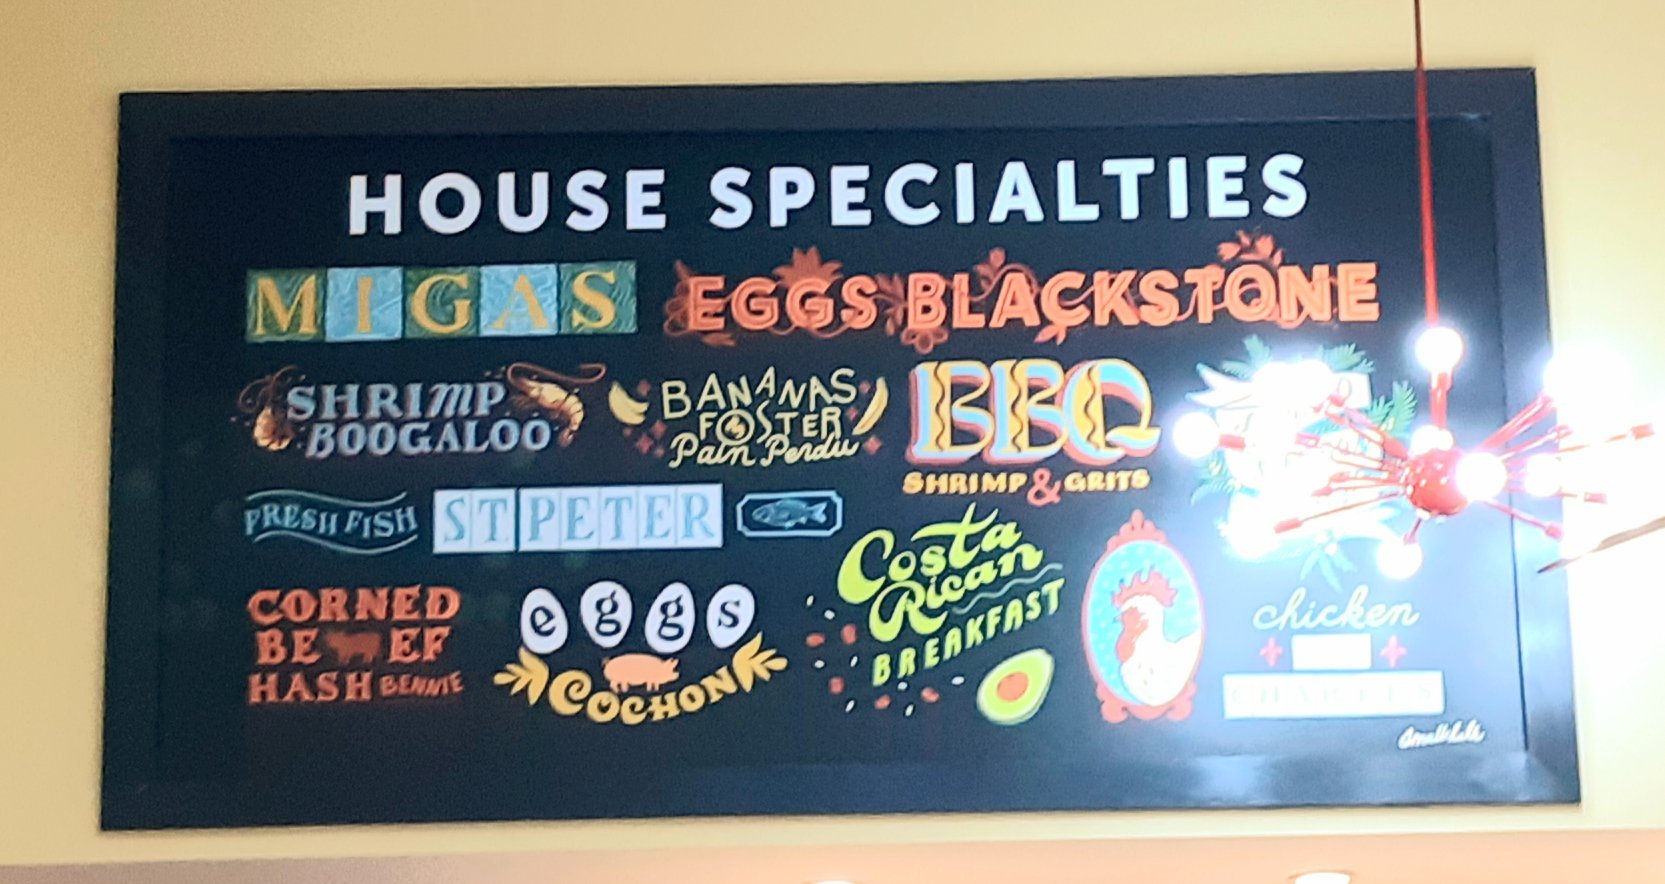 HOUSE SPECIALTIES
MIGAS
EGGS BLACKSTONE
SHRIMP
BOOGALOO
BANANAS
FOSTER
Pain Perdu
BBQ
SHRIMP & GRITS
FRESH FISH
ST PETER
CORNED
BEEF
HASH BENNIE
eggs
COCHON
Costa
Rican
BREAKFAST
chicken